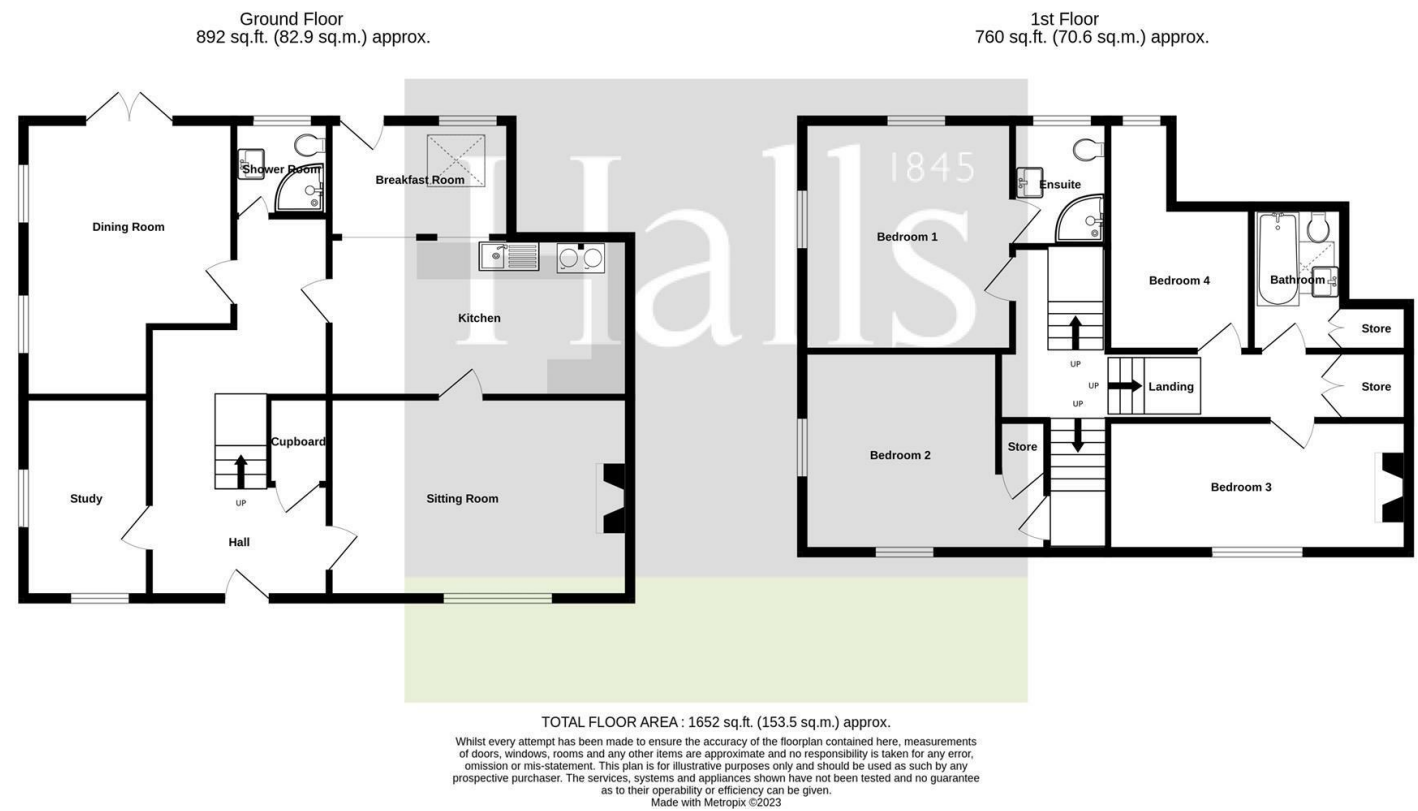 Ground Floor
892 sq.ft. (82.9 sq.m.) approx.
1st Floor
760 sq.ft. (70.6 sq.m.) approx.
Halls
1845
Shower Room
Breakfast Room
Dining Room
Kitchen
Cupboard
Study
UP
Sitting Room
Hall
Ensuite
Bedroom 1
Bedroom 4
Bathroom
Store
UP
UP
Landing
Store
UP
Store
Bedroom 2
Bedroom 3
TOTAL FLOOR AREA : 1652 sq.ft. (153.5 sq.m.) approx.
Whilst every attempt has been made to ensure the accuracy of the floorplan contained here, measurements
of doors, windows, rooms and any other items are approximate and no responsibility is taken for any error,
omission or mis-statement. This plan is for illustrative purposes only and should be used as such by any
prospective purchaser. The services, systems and appliances shown have not been tested and no guarantee
as to their operability or efficiency can be given.
Made with Metropix ©2023